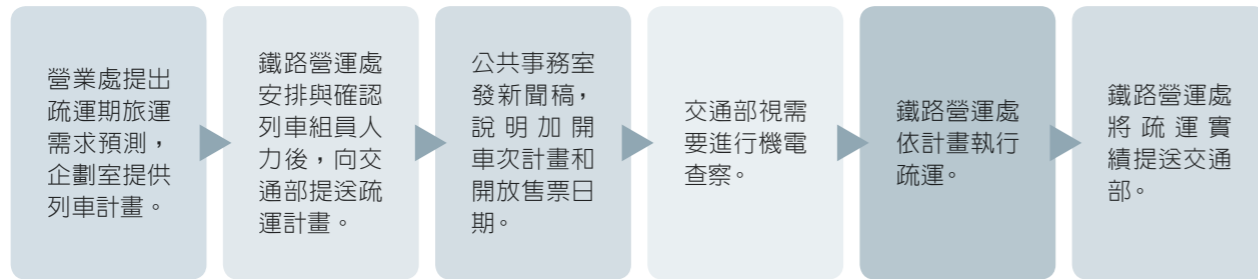 營業處提出
疏運期旅運
需求預測，
企劃室提供
列車計畫。
鐵路營運處
安排與確認
列車組員人
力後，向交
通部提送疏
運計畫。
公共事務室
發新聞稿，
說明加開
車次計畫和
開放售票日
期。
交通部視需
要進行機電
查察。
鐵路營運處
依計畫執行
疏運。
鐵路營運處
將疏運實
績提送交通
部。